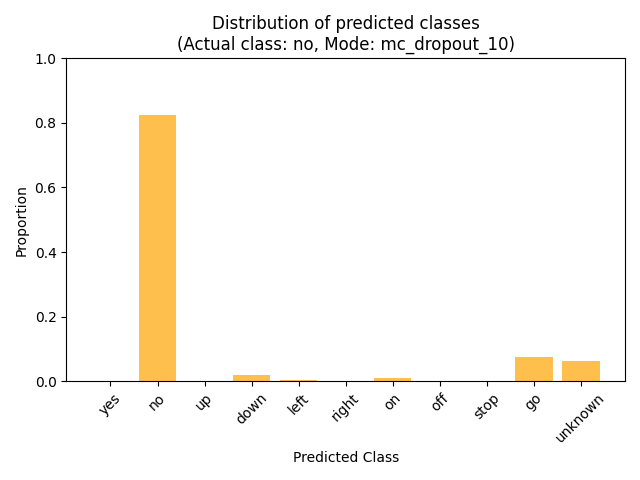 Distribution of predicted classes
(Actual class: no, Mode: mc_dropout_10)
1.0
0.8
0.6
0.4
0.2
0.0
Proportion
yes
no
up
down
left
right
on
off
stop
go
unknown
Predicted Class